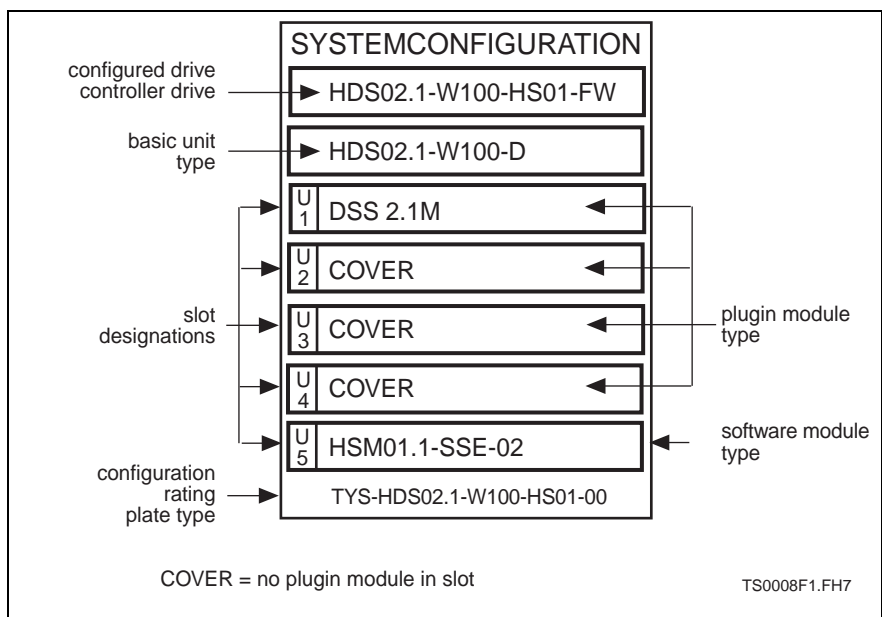 SYSTEMCONFIGURATION
configured drive
controller drive
HDS02.1-W100-HS01-FW
basic unit
type
HDS02.1-W100-D
U
1
DSS 2.1M
U
2
COVER
slot
designations
U
3
COVER
plugin module
type
U
4
COVER
U
5
HSM01.1-SSE-02
software module
type
configuration
rating
plate type
TYS-HDS02.1-W100-HS01-00
COVER = no plugin module in slot
TS0008F1.FH7